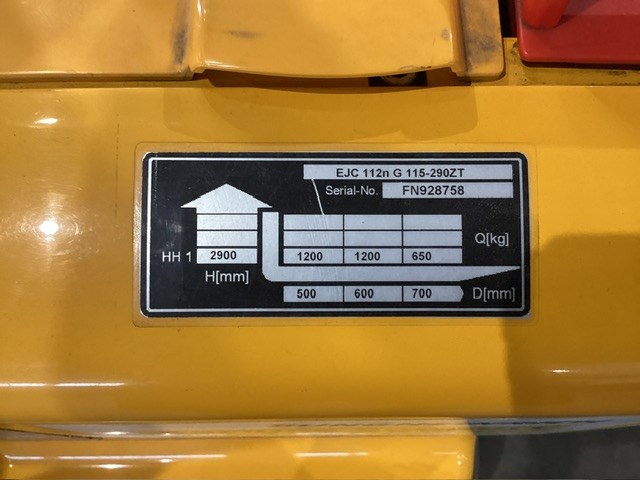 EJC 112n G 115-290ZT
Serial-No. FN928758
HH 1 2900 1200 1200 650 Q[kg]
H[mm]
500 600 700 D[mm]